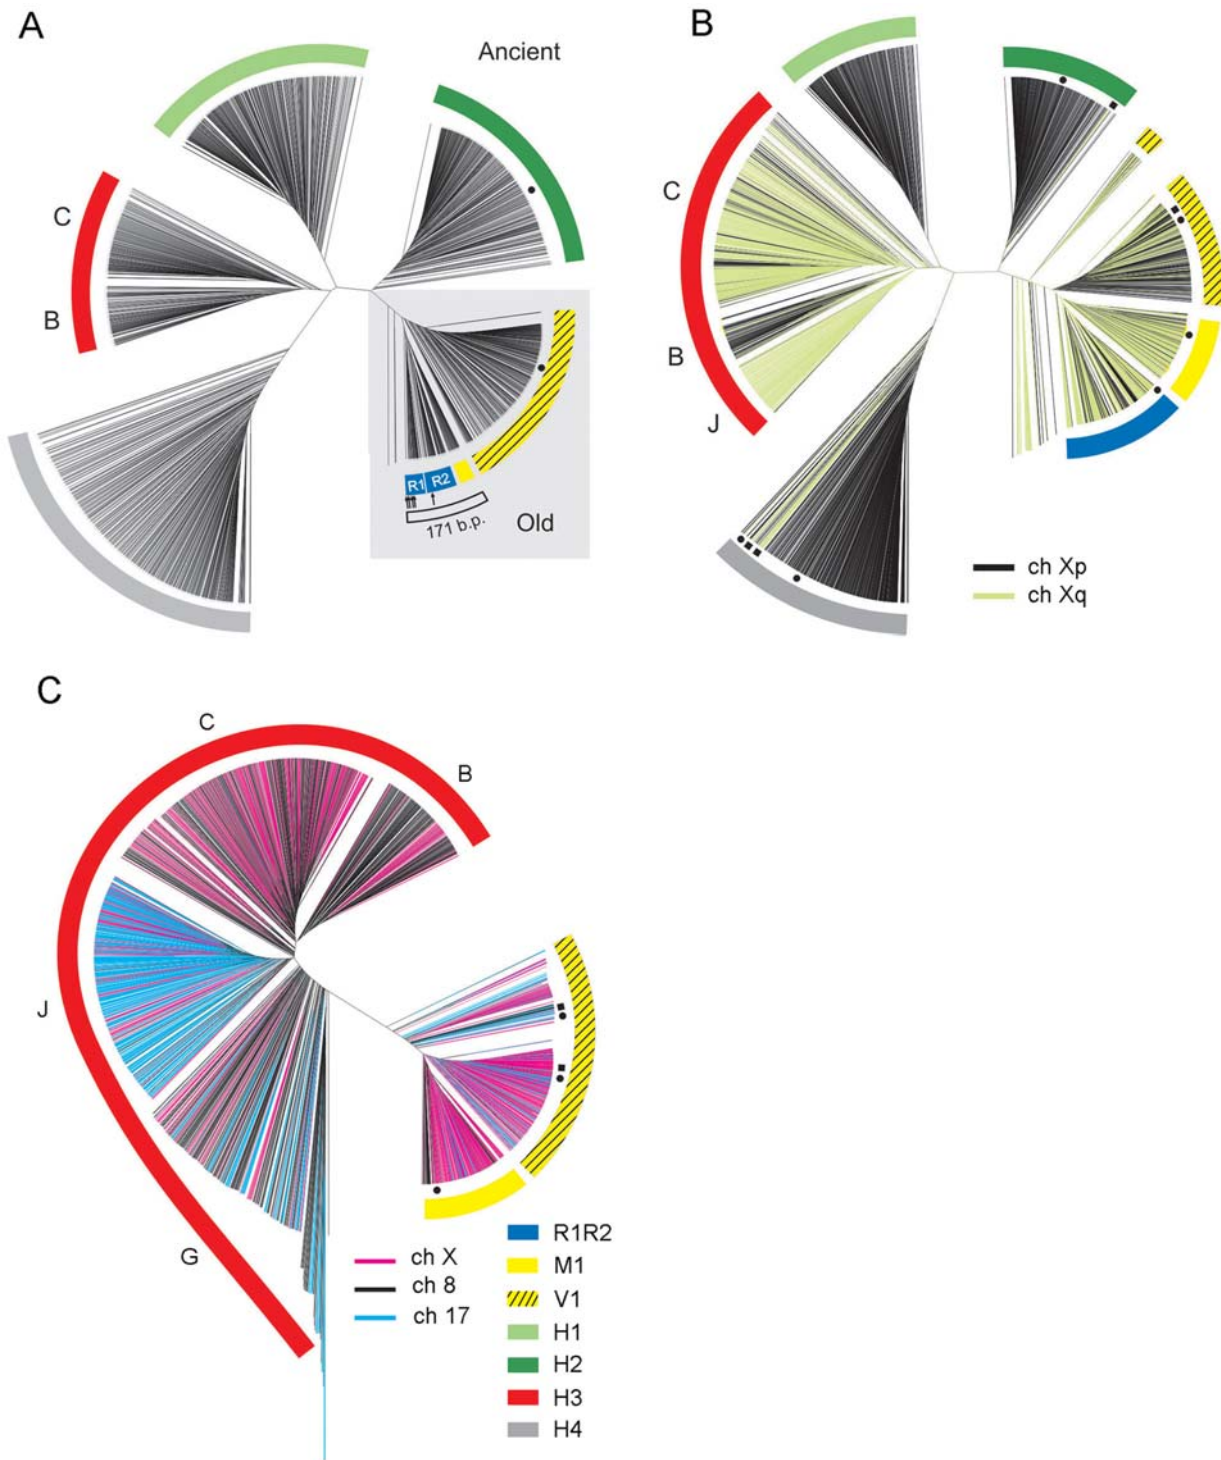 A
Ancient
C
B
R1 R2
171 b.p.
Old
B
C
B
J
ch Xp
ch Xq
C
C
B
J
G
ch X
ch 8
ch 17
R1R2
M1
V1
H1
H2
H3
H4